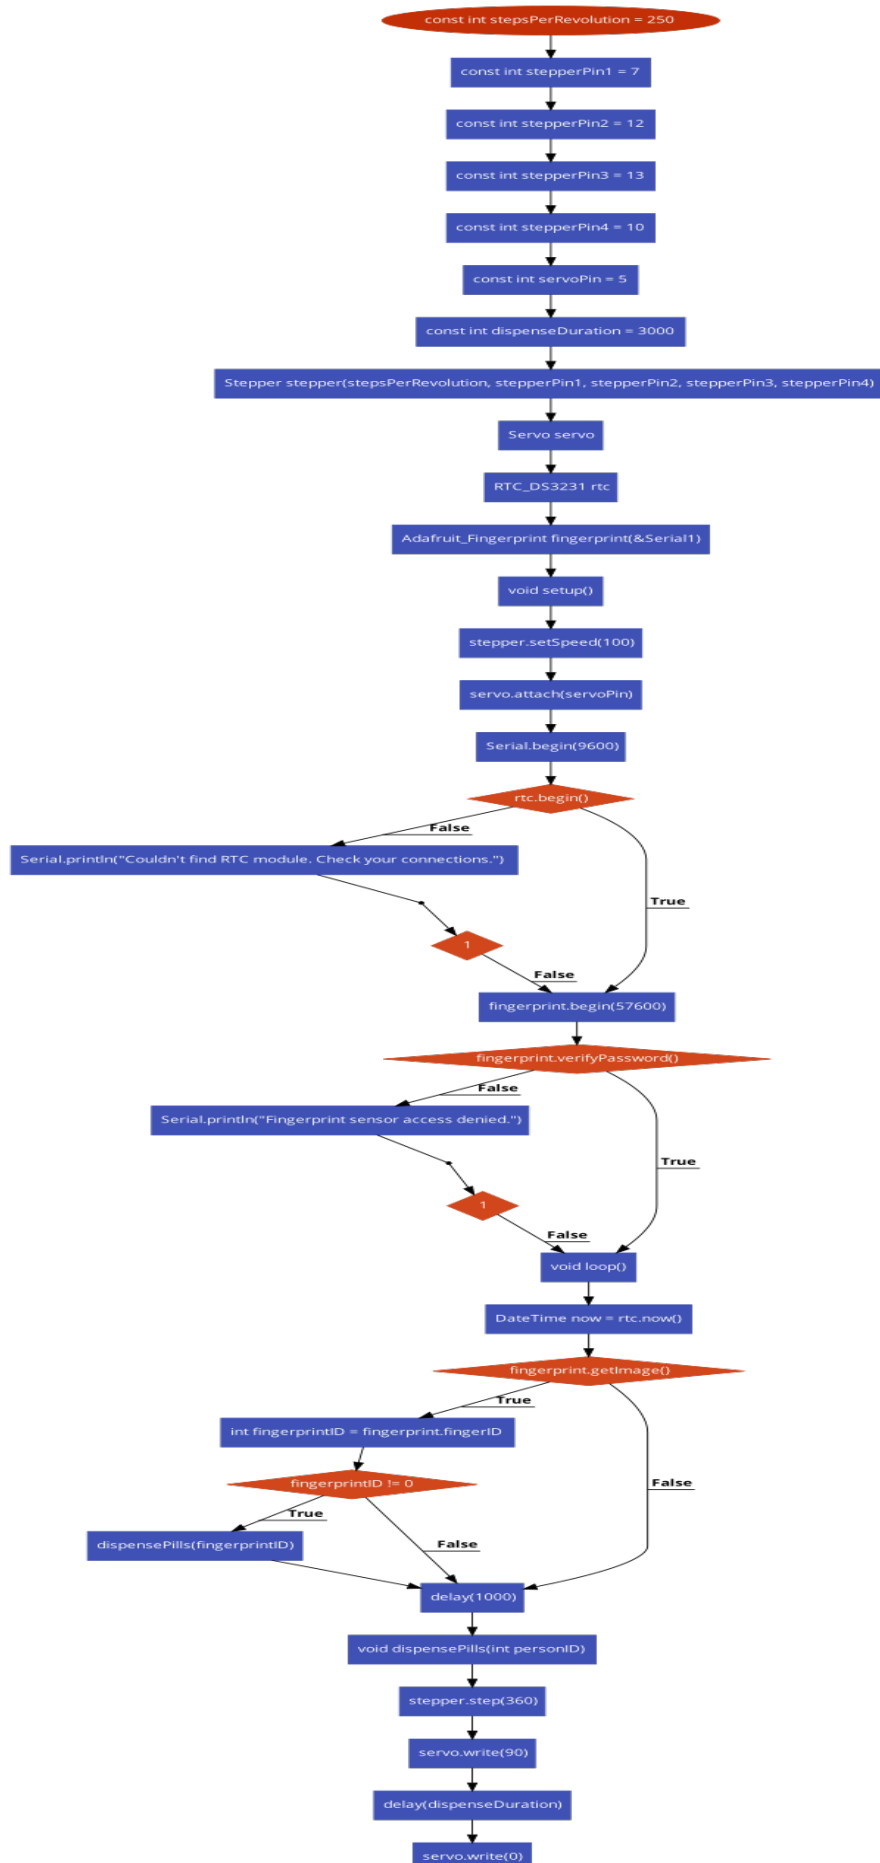 const int stepsPerRevolution = 250
const int stepperPin1 = 7
const int stepperPin2 = 12
const int stepperPin3 = 13
const int stepperPin4 = 10
const int servoPin = 5
const int dispenseDuration = 3000
Stepper stepper(stepsPerRevolution, stepperPin1, stepperPin2, stepperPin3, stepperPin4)
Servo servo
RTC_DS3231 rtc
Adafruit_Fingerprint fingerprint(&Serial1)
void setup()
stepper.setSpeed(100)
servo.attach(servoPin)
Serial.begin(9600)
rtc.begin()
False
Serial.println("Couldn't find RTC module. Check your connections.")
True
1
False
fingerprint.begin(57600)
fingerprint.verifyPassword()
False
Serial.println("Fingerprint sensor access denied.")
True
1
False
void loop()
DateTime now = rtc.now()
fingerprint.getImage()
True
int fingerprintID = fingerprint.fingerID
fingerprintID != 0
False
True
dispensePills(fingerprintID)
False
delay(1000)
void dispensePills(int personID)
stepper.step(360)
servo.write(90)
delay(dispenseDuration)
servo.write(0)